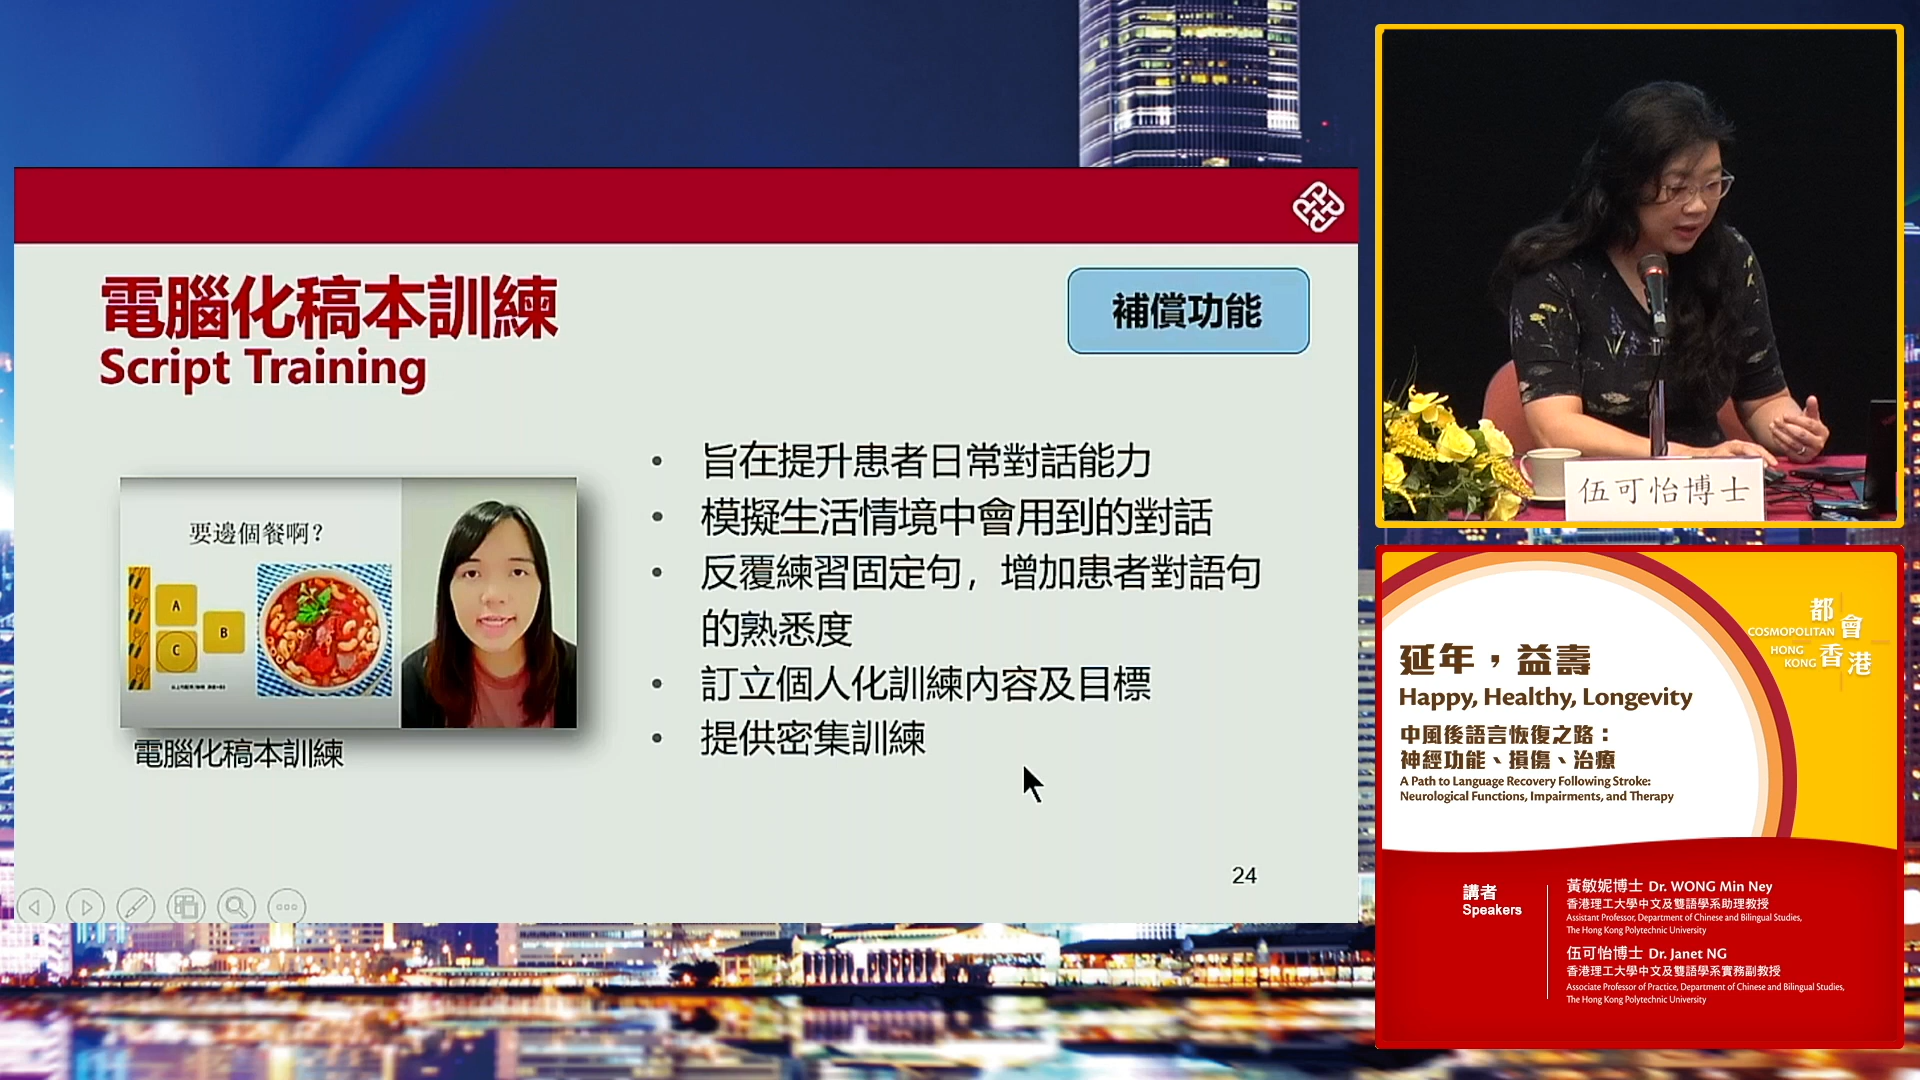 電腦化稿本訓練
Script Training
補償功能
要邊個餐啊?
A
B
C
電腦化稿本訓練
• 旨在提升患者日常對話能力
• 模擬生活情境中會用到的對話
• 反覆練習固定句，增加患者對語句
的熟悉度
• 訂立個人化訓練內容及目標
• 提供密集訓練
24
伍可怡博士
都會香港
COSMOPOLITAN
HONG
KONG
延年，益壽
Happy, Healthy, Longevity
中風後語言恢復之路：
神經功能、損傷、治療
A Path to Language Recovery Following Stroke:
Neurological Functions, Impairments, and Therapy
講者
Speakers
黃敏妮博士 Dr. WONG Min Ney
香港理工大學中文及雙語學系助理教授
Assistant Professor, Department of Chinese and Bilingual Studies,
The Hong Kong Polytechnic University
伍可怡博士 Dr. Janet NG
香港理工大學中文及雙語學系實務副教授
Associate Professor of Practice, Department of Chinese and Bilingual Studies,
The Hong Kong Polytechnic University